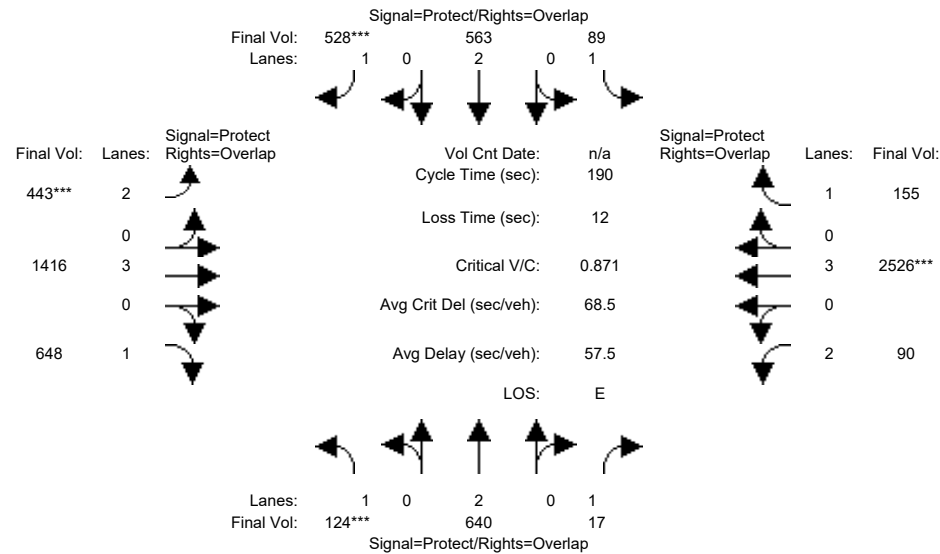 Signal=Protect/Rights=Overlap
Final Vol: 528*** 563 89
Lanes: 1 0 2 0 1
Signal=Protect Signal=Protect
Final Vol: Lanes: Rights=Overlap Vol Cnt Date: n/a Rights=Overlap Lanes: Final Vol:
Cycle Time (sec): 190
443*** 2 1 155
Loss Time (sec): 12
0 0
1416 3 Critical V/C: 0.871 3 2526***
0 Avg Crit Del (sec/veh): 68.5 0
648 1 Avg Delay (sec/veh): 57.5 2 90
LOS: E
Lanes: 1 0 2 0 1
Final Vol: 124*** 640 17
Signal=Protect/Rights=Overlap